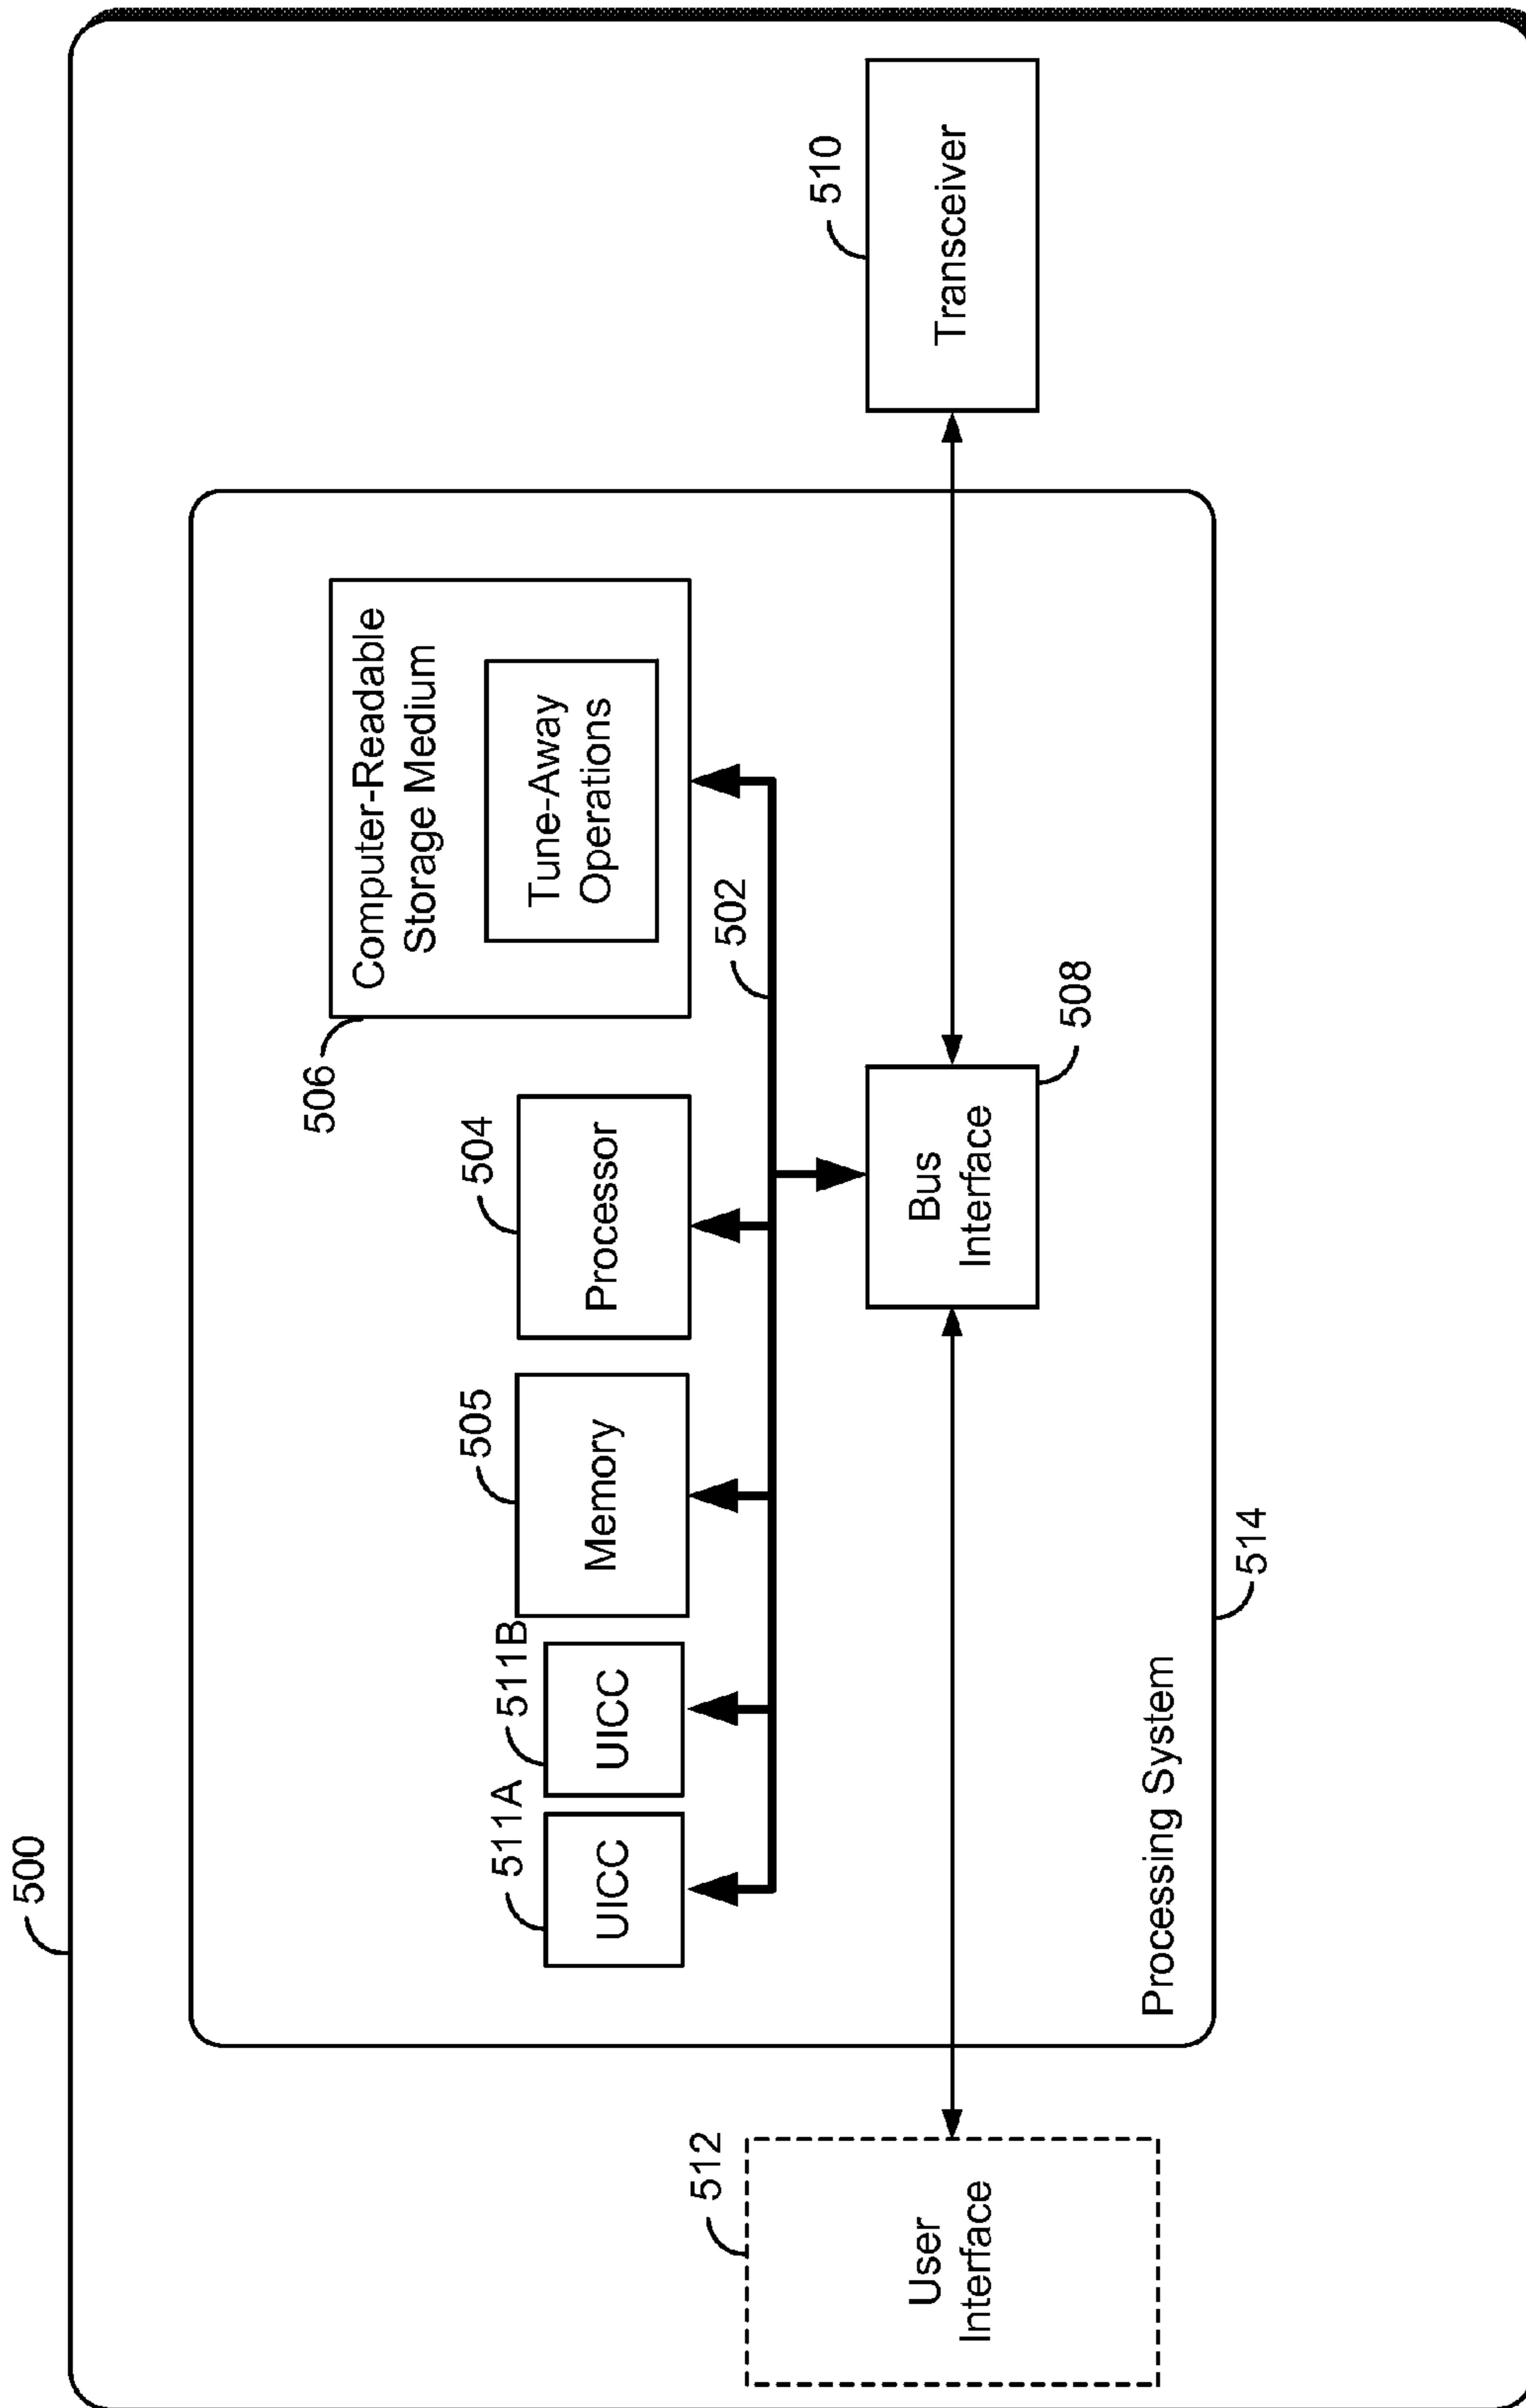 500
506
Computer-Readable
Storage Medium
Tune-Away
Operations
511A
UICC
511B
UICC
505
Memory
504
Processor
502
510
Transceiver
512
User
Interface
Bus
Interface
508
Processing System
514